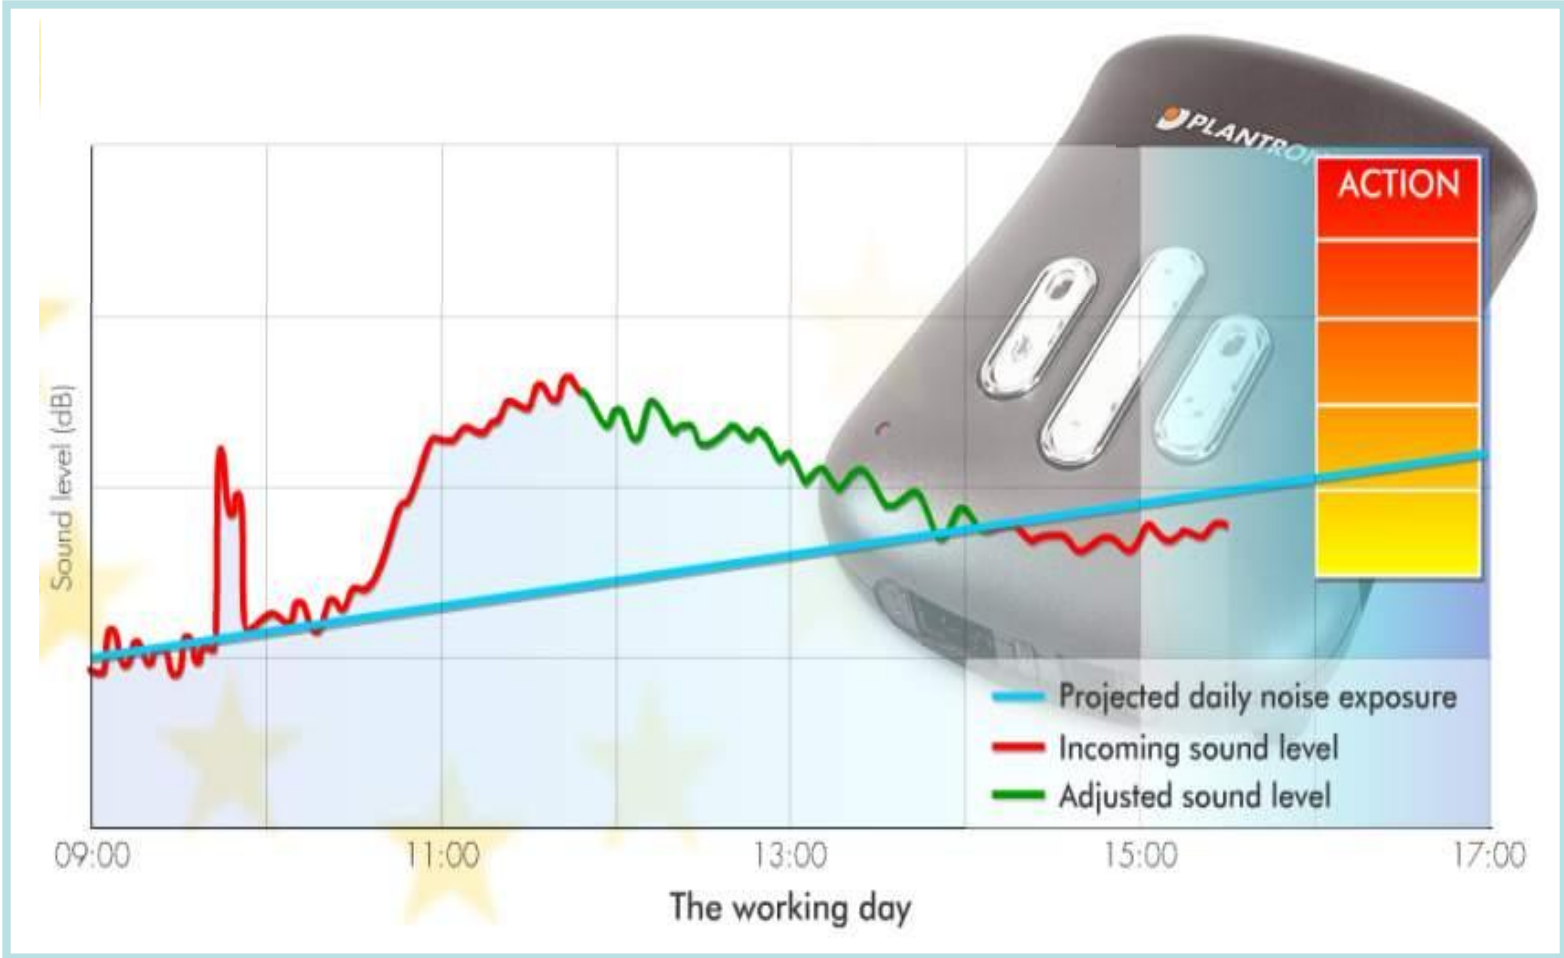 PLANTRON
ACTION
Sound level (dB)
Projected daily noise exposure
Incoming sound level
Adjusted sound level
09:00 11:00 13:00 15:00 17:00
The working day